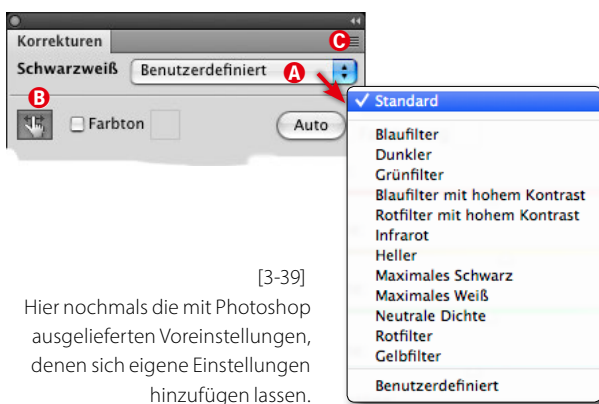 Korrekturen
C
Schwarzweiß Benutzerdefiniert A
B
Farbton Auto
✓ Standard
Blaufilter
Dunkler
Grünfilter
Blaufilter mit hohem Kontrast
Rotfilter mit hohem Kontrast
Infrarot
Heller
Maximales Schwarz
Maximales Weiß
Neutrale Dichte
Rotfilter
Gelbfilter
Benutzerdefiniert
[3-39]
Hier nochmals die mit Photoshop
ausgelieferten Voreinstellungen,
denen sich eigene Einstellungen
hinzufügen lassen.